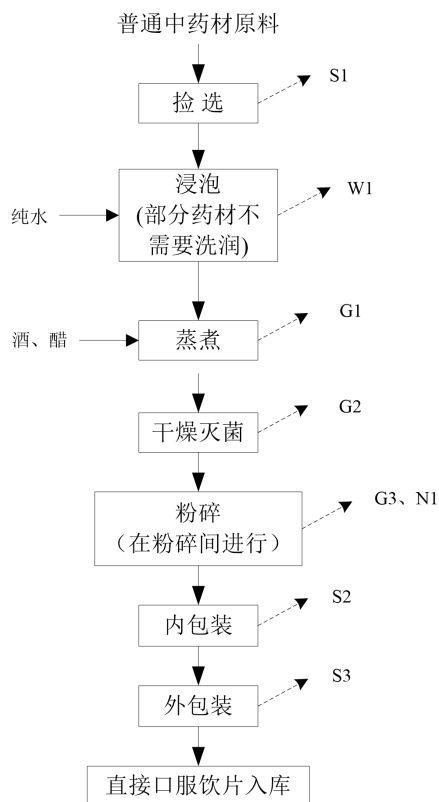 普通中药材原料
捡 选
S1
浸泡
(部分药材不
需要洗润)
W1
纯水
蒸煮
G1
酒、醋
干燥灭菌
G2
粉碎
（在粉碎间进行）
G3、N1
内包装
S2
外包装
S3
直接口服饮片入库